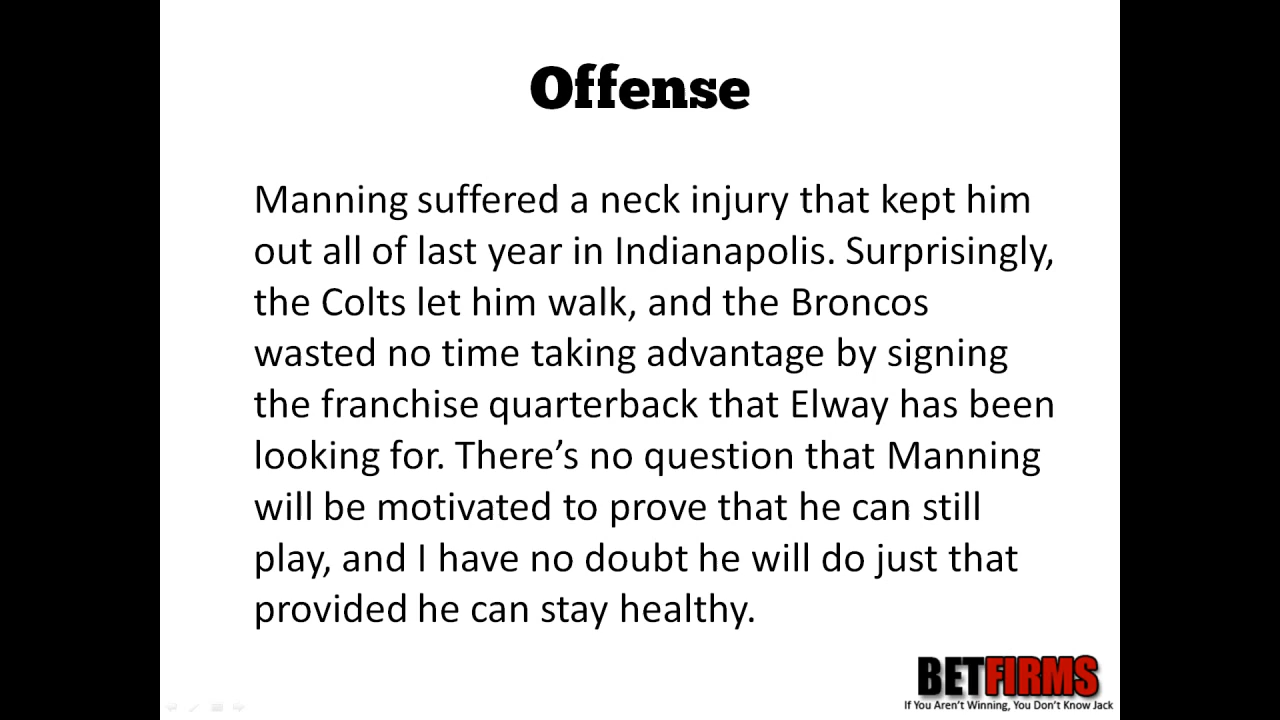 Offense
Manning suffered a neck injury that kept him
out all of last year in Indianapolis. Surprisingly,
the Colts let him walk, and the Broncos
wasted no time taking advantage by signing
the franchise quarterback that Elway has been
looking for. There’s no question that Manning
will be motivated to prove that he can still
play, and I have no doubt he will do just that
provided he can stay healthy.
BETFIRMS
If You Aren't Winning, You Don't Know Jack